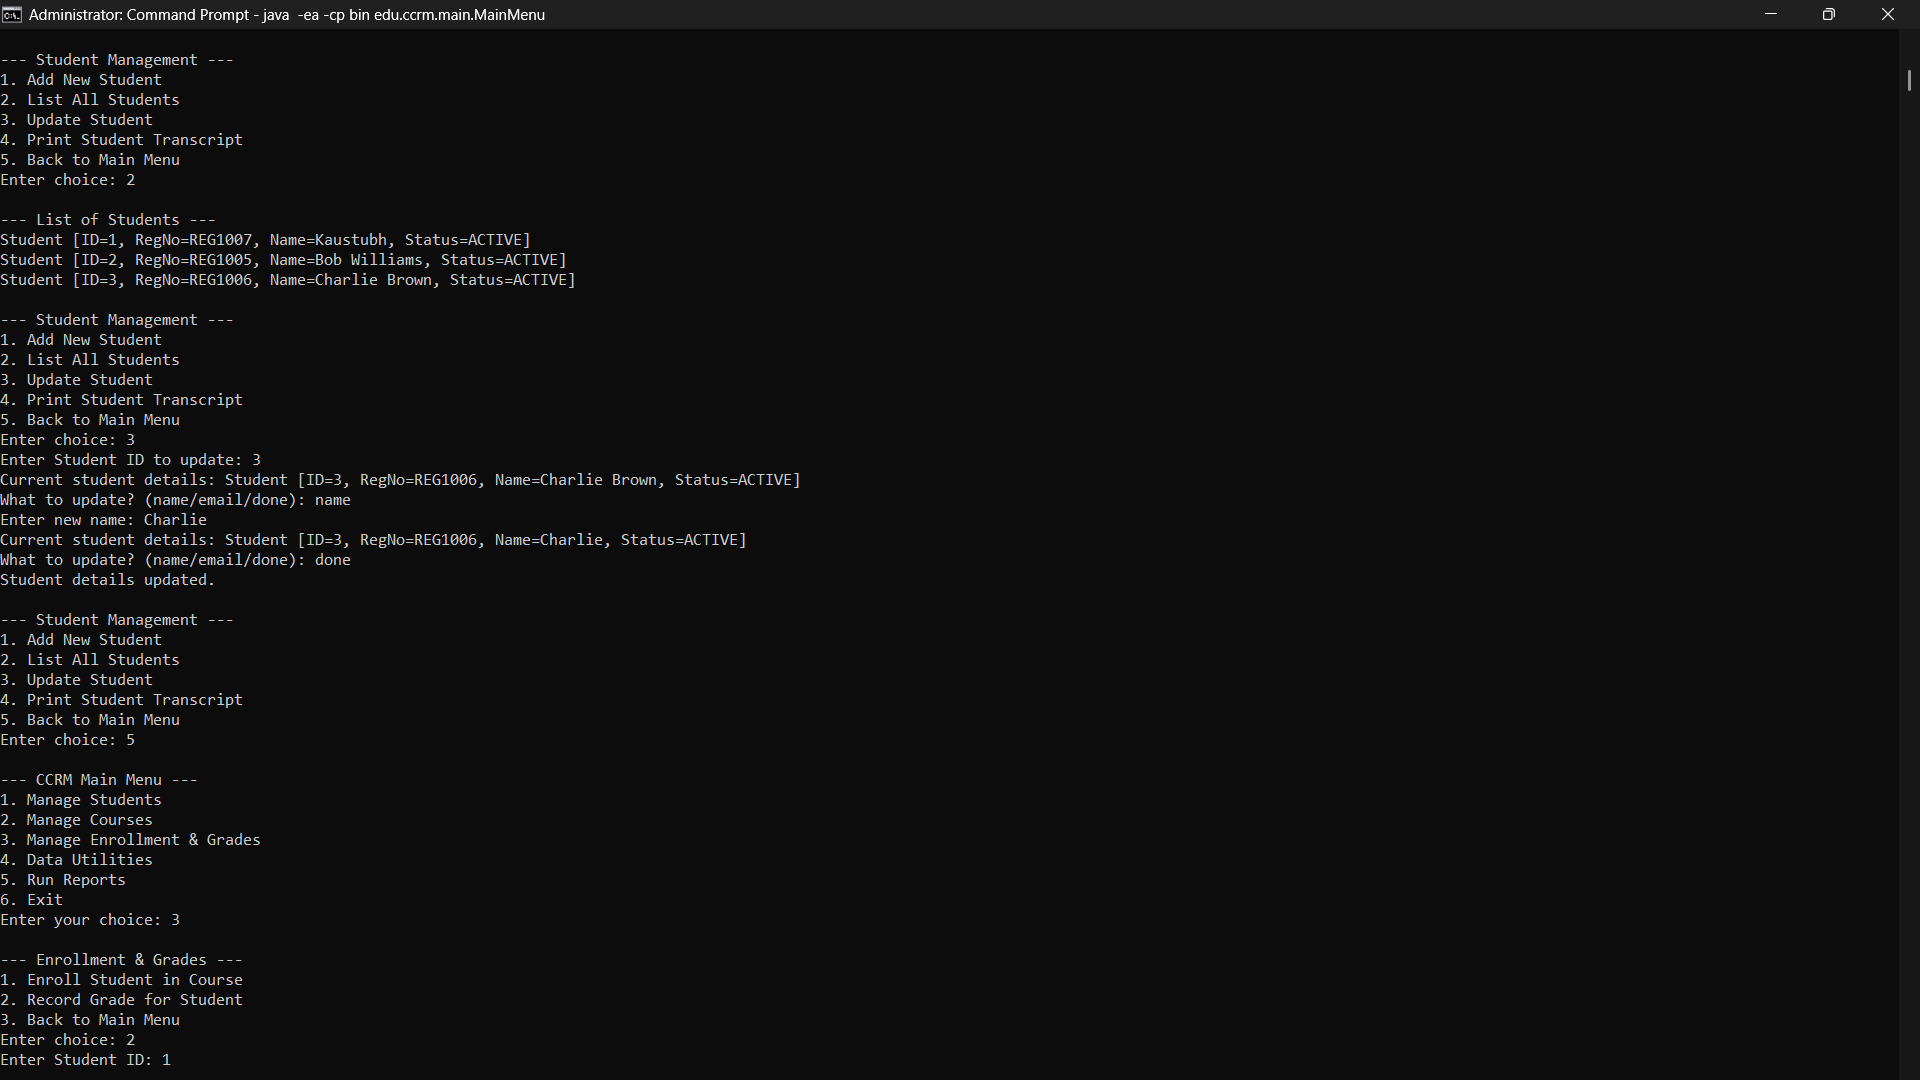 Administrator: Command Prompt - java  -ea -cp bin edu.ccrm.main.MainMenu
--- Student Management ---
1. Add New Student
2. List All Students
3. Update Student
4. Print Student Transcript
5. Back to Main Menu
Enter choice: 2
--- List of Students ---
Student [ID=1, RegNo=REG1007, Name=Kaustubh, Status=ACTIVE]
Student [ID=2, RegNo=REG1005, Name=Bob Williams, Status=ACTIVE]
Student [ID=3, RegNo=REG1006, Name=Charlie Brown, Status=ACTIVE]
--- Student Management ---
1. Add New Student
2. List All Students
3. Update Student
4. Print Student Transcript
5. Back to Main Menu
Enter choice: 3
Enter Student ID to update: 3
Current student details: Student [ID=3, RegNo=REG1006, Name=Charlie Brown, Status=ACTIVE]
What to update? (name/email/done): name
Enter new name: Charlie
Current student details: Student [ID=3, RegNo=REG1006, Name=Charlie, Status=ACTIVE]
What to update? (name/email/done): done
Student details updated.
--- Student Management ---
1. Add New Student
2. List All Students
3. Update Student
4. Print Student Transcript
5. Back to Main Menu
Enter choice: 5
--- CCRM Main Menu ---
1. Manage Students
2. Manage Courses
3. Manage Enrollment & Grades
4. Data Utilities
5. Run Reports
6. Exit
Enter your choice: 3
--- Enrollment & Grades ---
1. Enroll Student in Course
2. Record Grade for Student
3. Back to Main Menu
Enter choice: 2
Enter Student ID: 1